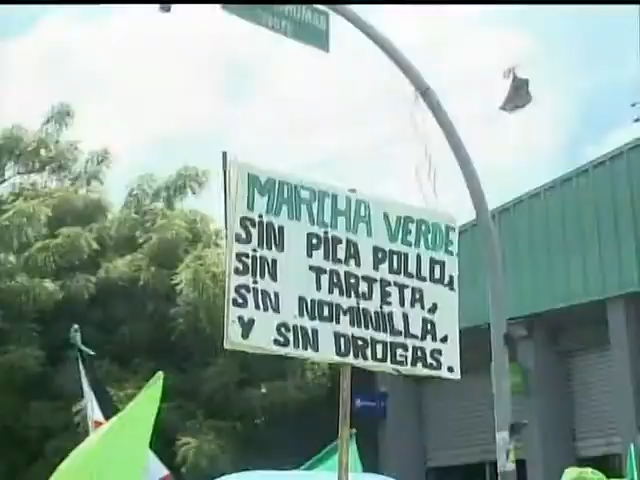 MARCHA VERDE
SIN PICA POLLO,
SIN TARJETA,
SIN NOMINILLA,
Y SIN DROGAS.